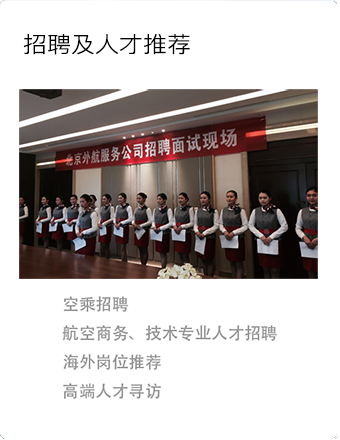 招聘及人才推荐
北京外航服务公司招聘面试现场
空乘招聘
航空商务、技术专业人才招聘
海外岗位推荐
高端人才寻访